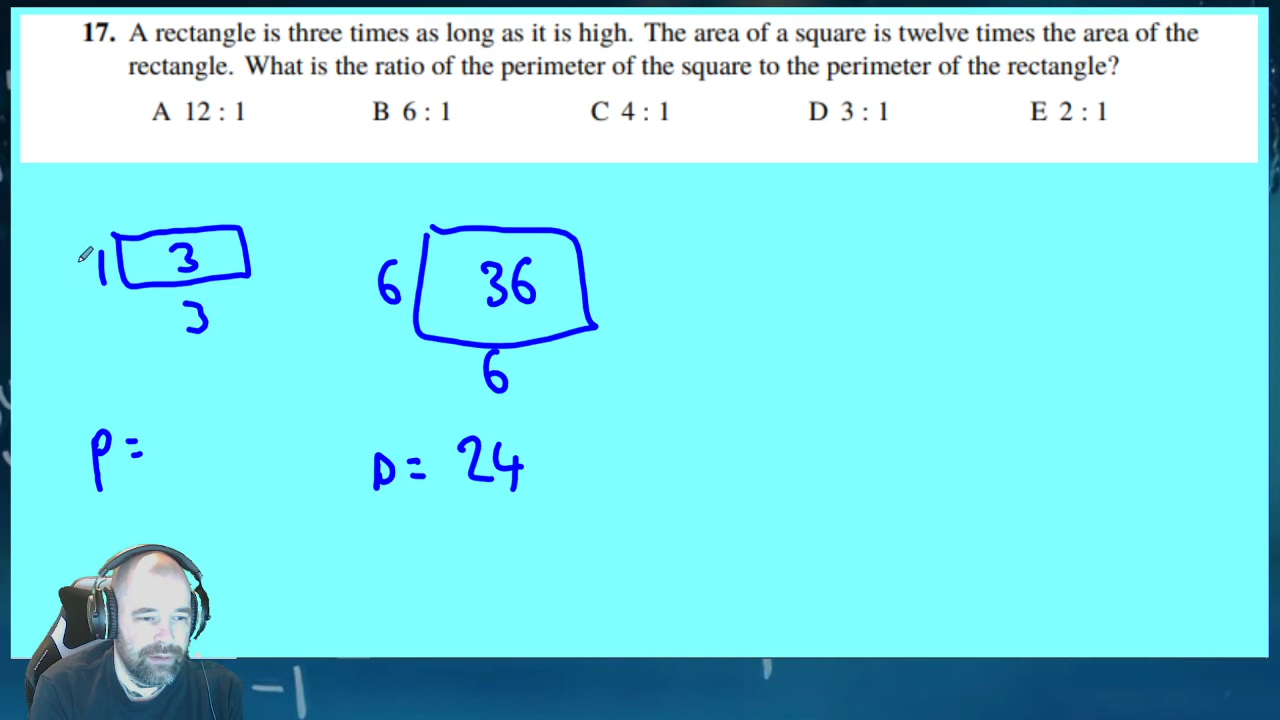 17. A rectangle is three times as long as it is high. The area of a square is twelve times the area of the
rectangle. What is the ratio of the perimeter of the square to the perimeter of the rectangle?
A 12 : 1 B 6 : 1 C 4 : 1 D 3 : 1 E 2 : 1
1 3
3
6 36
6
P =
P = 24
-1